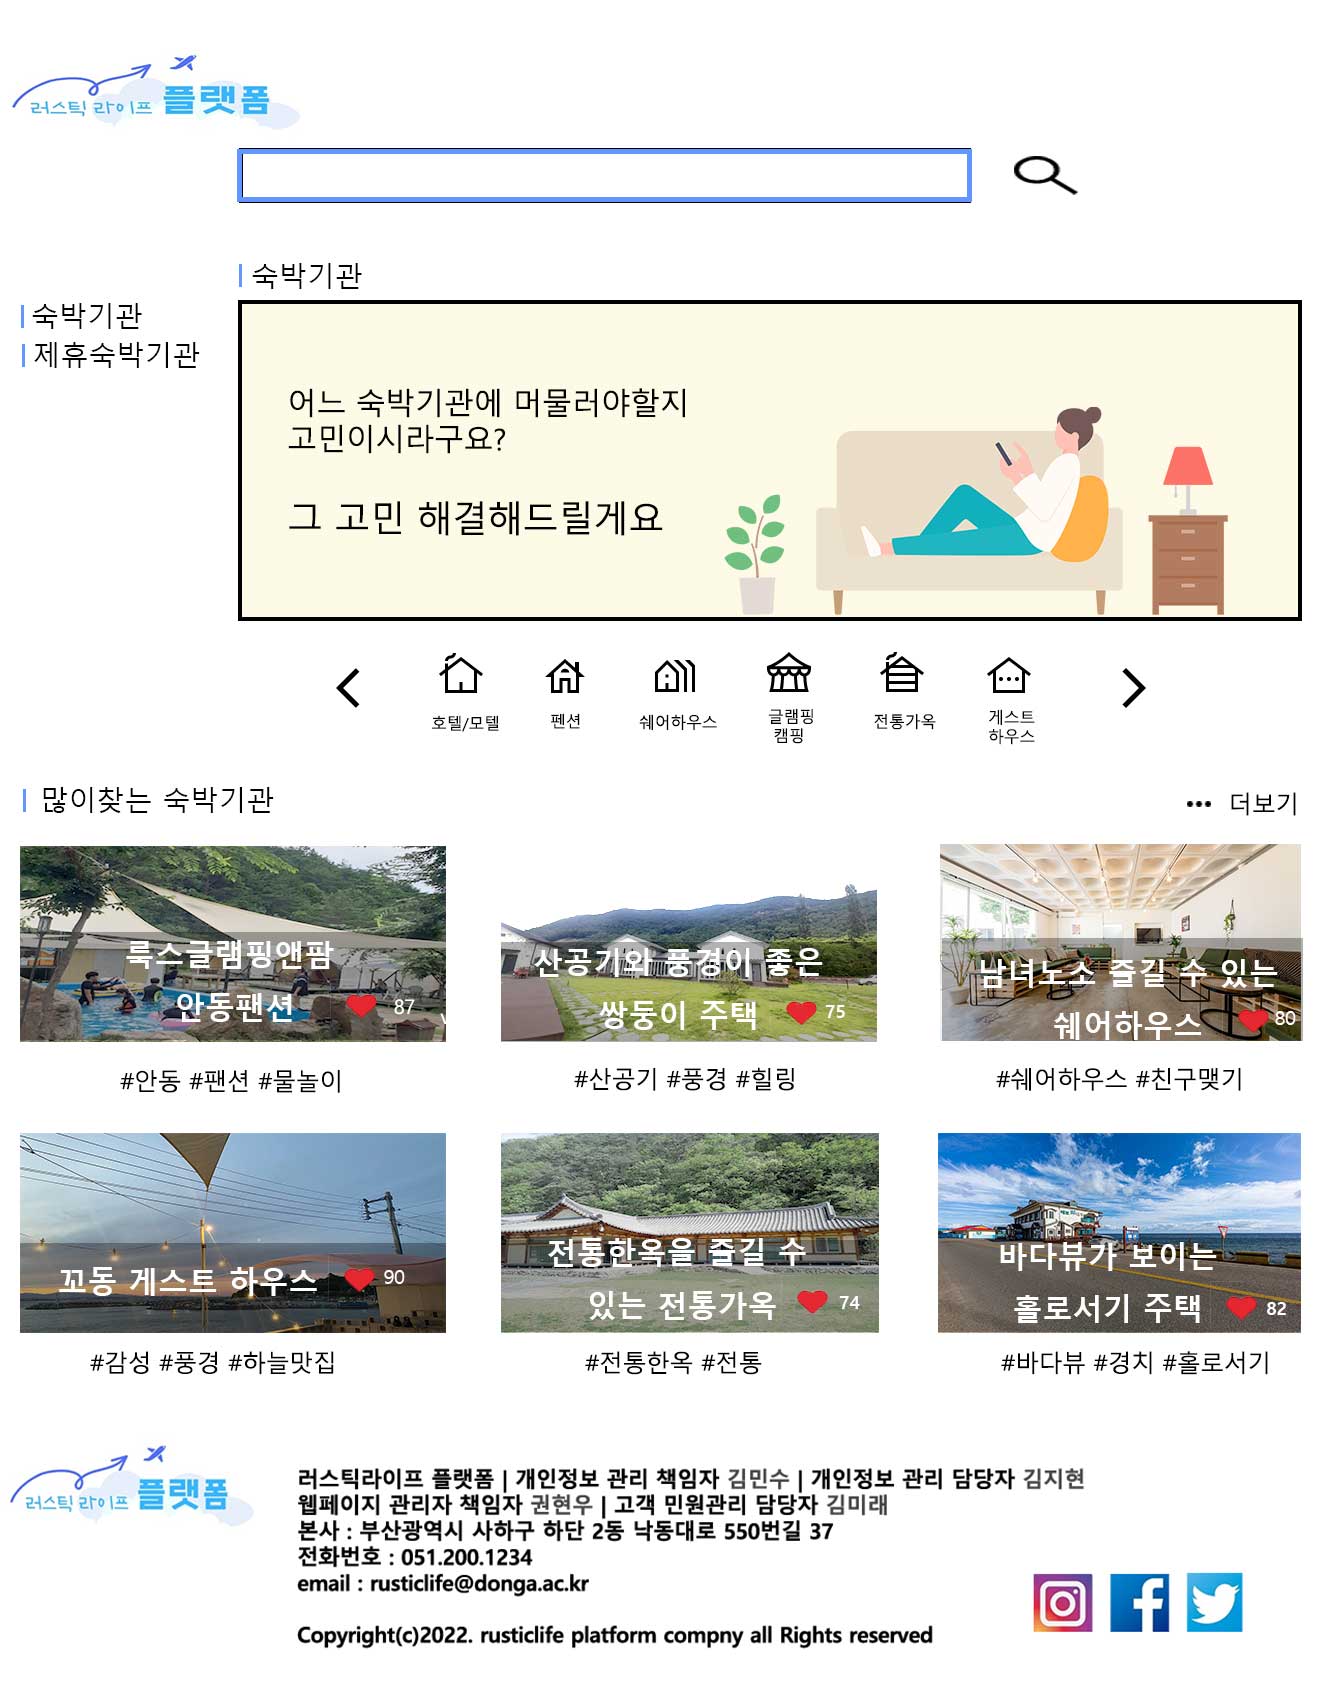 러스틱 라이프 플랫폼
숙박기관
숙박기관
제휴숙박기관
어느 숙박기관에 머물러야할지
고민이시라구요?
그 고민 해결해드릴게요
호텔/모텔
펜션
쉐어하우스
글램핑
캠핑
전통가옥
게스트
하우스
많이찾는 숙박기관
••• 더보기
룩스글램핑앤팜
안동팬션
87
산공기와 풍경이 좋은
쌍둥이 주택
75
남녀노소 즐길 수 있는
쉐어하우스
80
#안동 #팬션 #물놀이
#산공기 #풍경 #힐링
#쉐어하우스 #친구맺기
꼬동 게스트 하우스
90
전통한옥을 즐길 수
있는 전통가옥
74
바다뷰가 보이는
홀로서기 주택
82
#감성 #풍경 #하늘맛집
#전통한옥 #전통
#바다뷰 #경치 #홀로서기
러스틱 라이프 플랫폼
러스틱라이프 플랫폼 | 개인정보 관리 책임자 김민수 | 개인정보 관리 담당자 김지현
웹페이지 관리자 책임자 권현우 | 고객 민원관리 담당자 김미래
본사 : 부산광역시 사하구 하단 2동 낙동대로 550번길 37
전화번호 : 051.200.1234
email : rusticlife@donga.ac.kr
Copyright(c)2022. rusticlife platform compny all Rights reserved